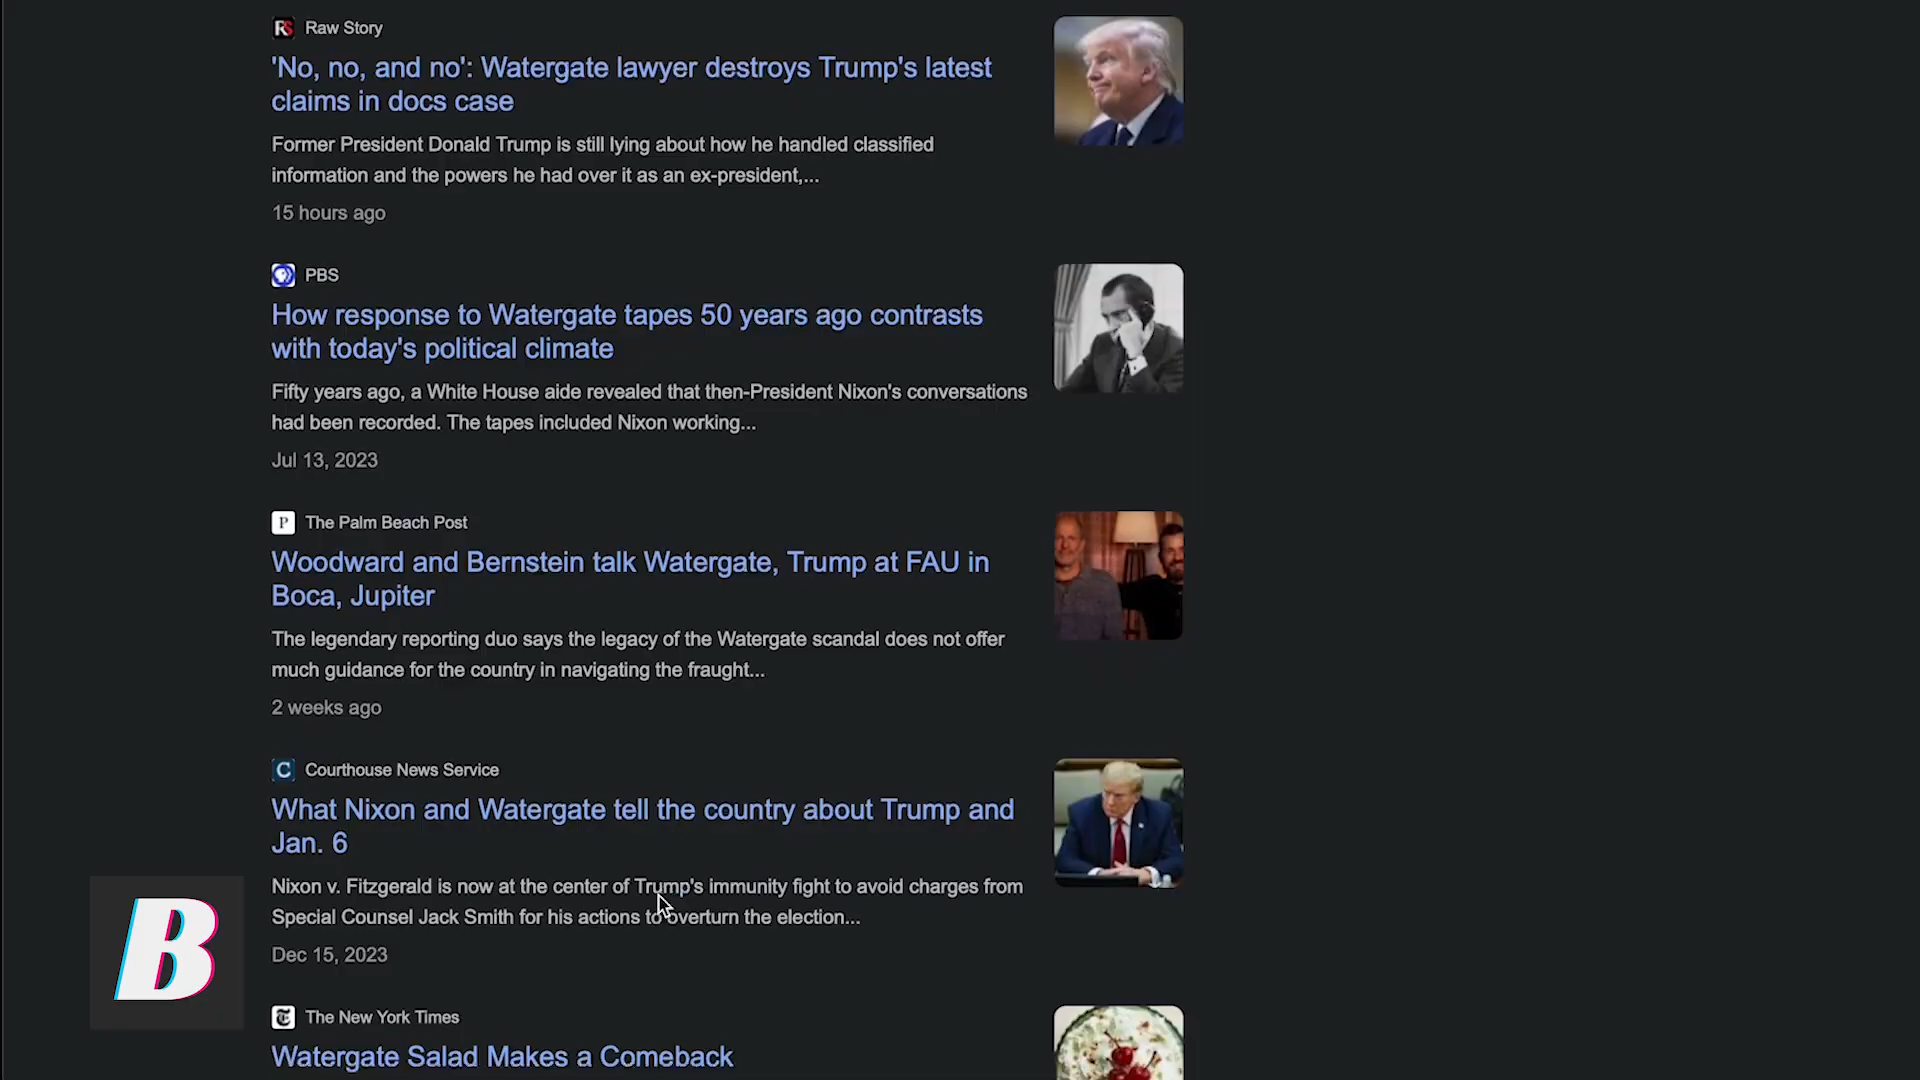 Raw Story
'No, no, and no': Watergate lawyer destroys Trump's latest
claims in docs case
Former President Donald Trump is still lying about how he handled classified
information and the powers he had over it as an ex-president,...
15 hours ago
PBS
How response to Watergate tapes 50 years ago contrasts
with today's political climate
Fifty years ago, a White House aide revealed that then-President Nixon's conversations
had been recorded. The tapes included Nixon working...
Jul 13, 2023
P
The Palm Beach Post
Woodward and Bernstein talk Watergate, Trump at FAU in
Boca, Jupiter
The legendary reporting duo says the legacy of the Watergate scandal does not offer
much guidance for the country in navigating the fraught...
2 weeks ago
C
Courthouse News Service
What Nixon and Watergate tell the country about Trump and
Jan. 6
Nixon v. Fitzgerald is now at the center of Trump's immunity fight to avoid charges from
Special Counsel Jack Smith for his actions to overturn the election...
Dec 15, 2023
B
The New York Times
Watergate Salad Makes a Comeback